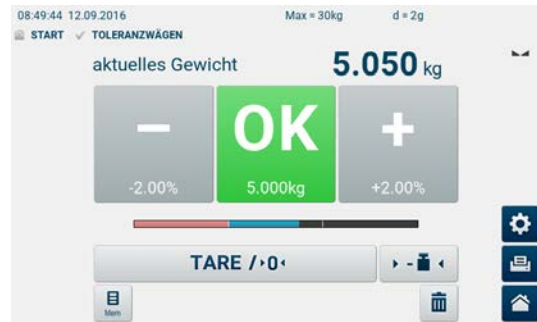 08:49:44 12.09.2016 Max = 30kg d = 2g
START TOLERANZWÄGEN
aktuelles Gewicht 5.050 kg
− OK +
-2.00% 5.000kg +2.00%
TARE / 0
Mem